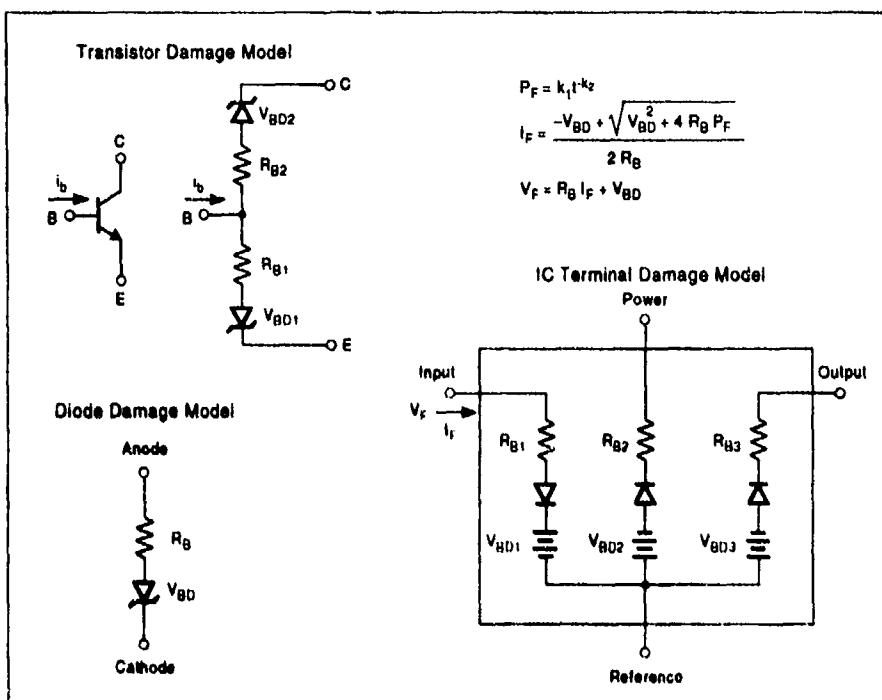 Transistor Damage Model
C
V_BD2
R_B2
C
i_b
B
E
i_b
B
R_B1
V_BD1
E
P_F = k_1 t^-k_2
I_F = (-V_BD + √(V_BD^2 + 4 R_B P_F)) / (2 R_B)
V_F = R_B I_F + V_BD
Diode Damage Model
Anode
R_B
V_BD
Cathode
IC Terminal Damage Model
Power
Input
Output
V_F
I_F
R_B1
R_B2
R_B3
V_BD1
V_BD2
V_BD3
Reference